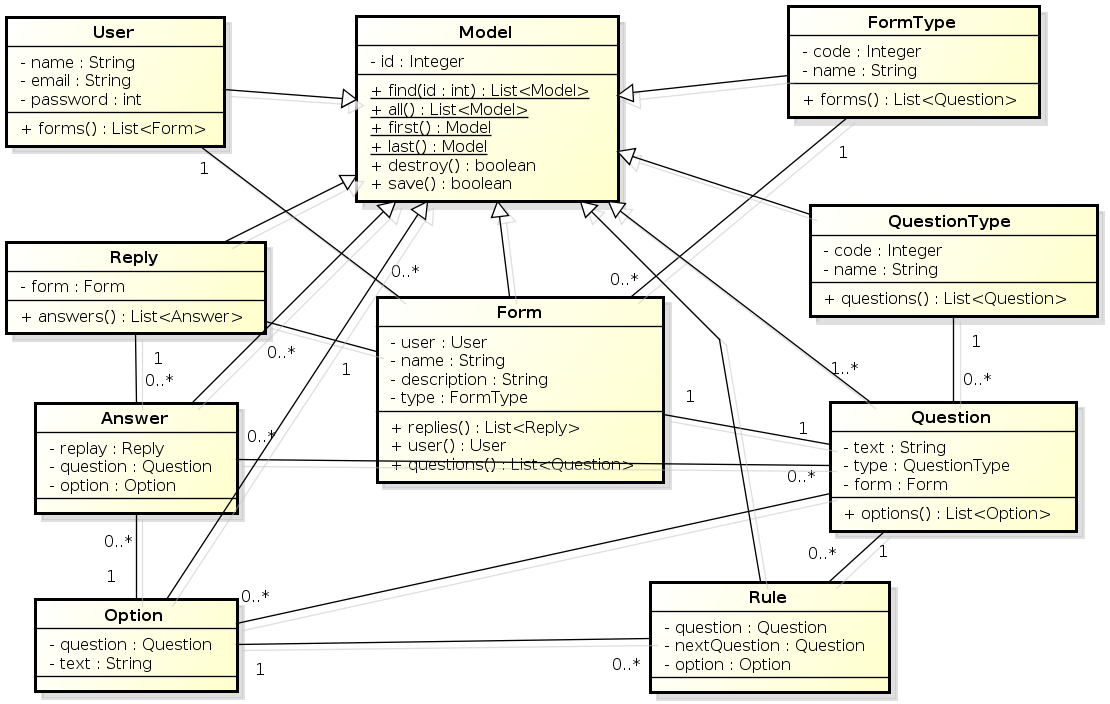 User
- name : String
- email : String
- password : int
+ forms() : List<Form>
Model
- id : Integer
+ find(id : int) : List<Model>
+ all() : List<Model>
+ first() : Model
+ last() : Model
+ destroy() : boolean
+ save() : boolean
FormType
- code : Integer
- name : String
+ forms() : List<Question>
1
1
Reply
- form : Form
+ answers() : List<Answer>
QuestionType
- code : Integer
- name : String
+ questions() : List<Question>
0..*
0..*
Form
- user : User
- name : String
- description : String
- type : FormType
+ replies() : List<Reply>
+ user() : User
+ questions() : List<Question>
1
0..*
0..*
1
1
0..*
1..*
1
1
Answer
- replay : Reply
- question : Question
- option : Option
0..*
0..*
Question
- text : String
- type : QuestionType
- form : Form
+ options() : List<Option>
0..*
1
0..*
1
0..*
Option
- question : Question
- text : String
1
0..*
Rule
- question : Question
- nextQuestion : Question
- option : Option